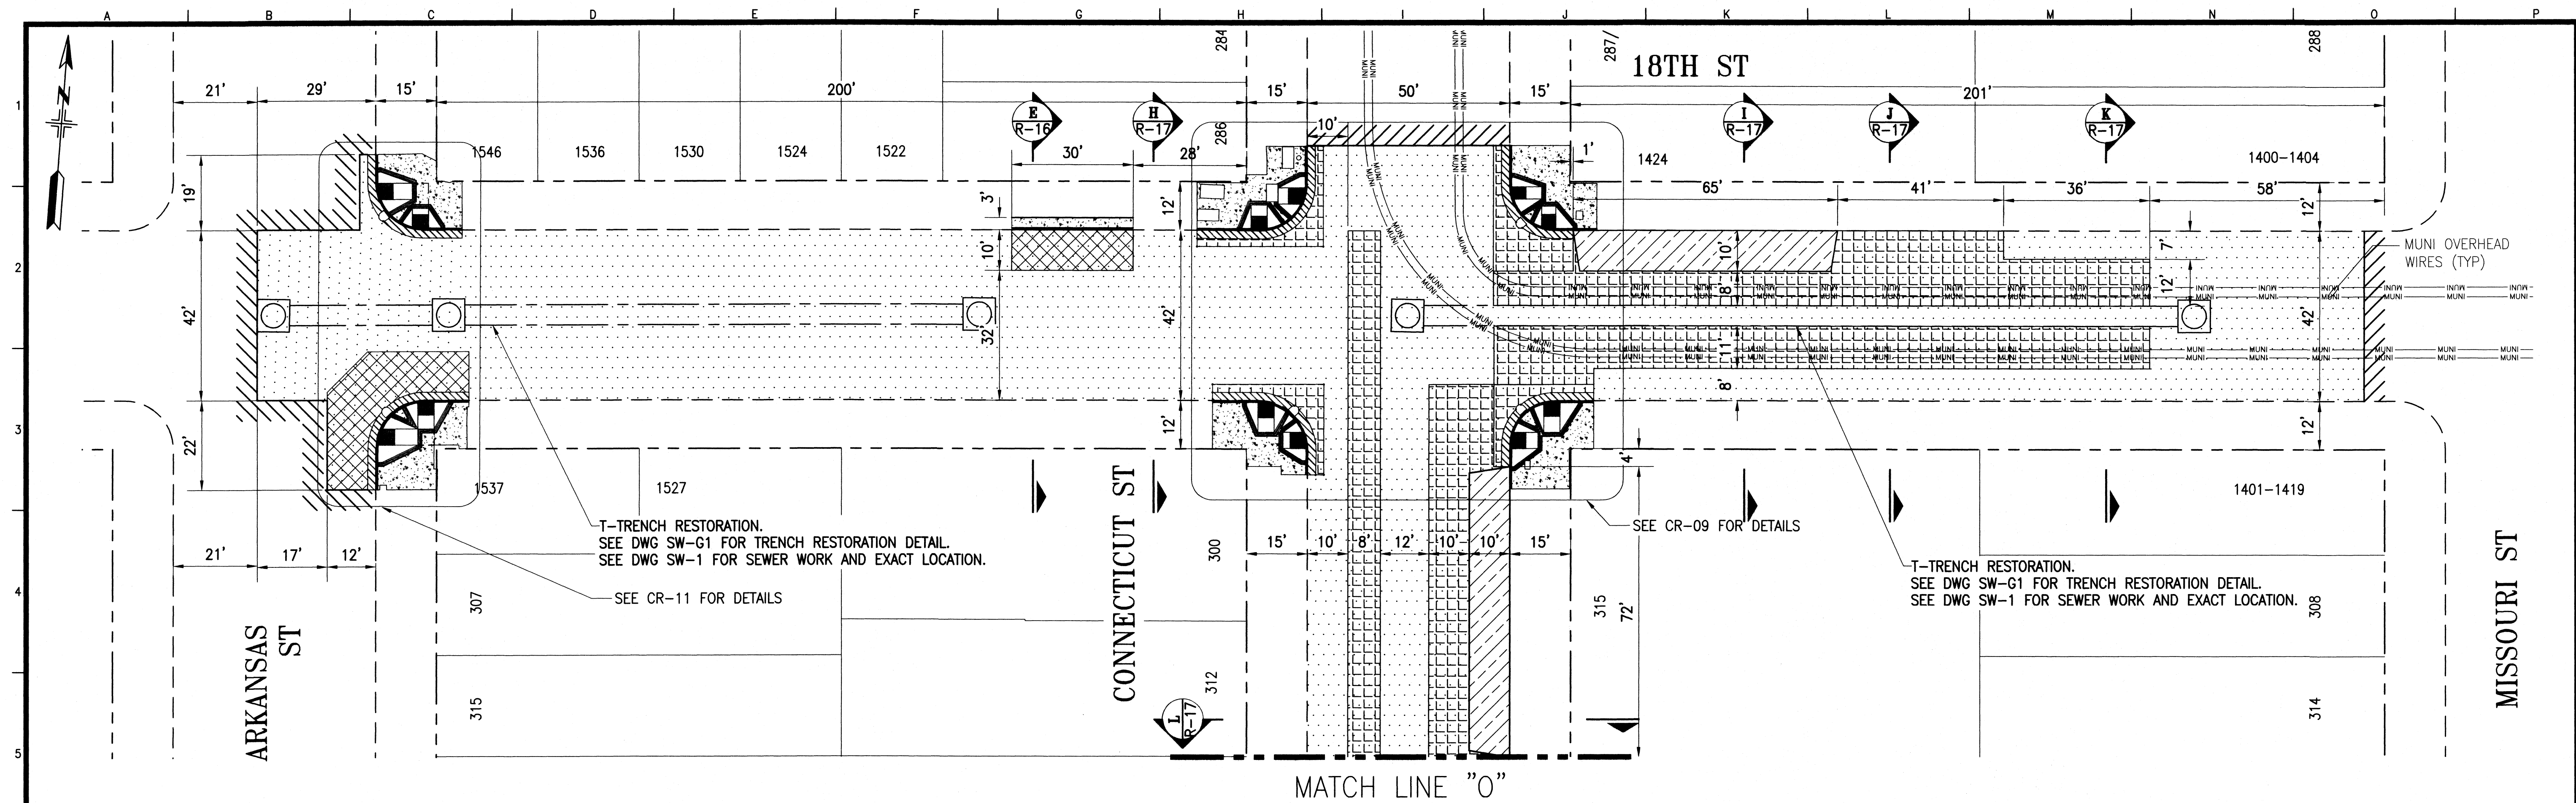 A B C D E F G H I J K L M N O P
1
2
3
4
5
N
284
287/
288
18TH ST
21'
29'
15'
200'
15'
50'
15'
201'
E
R-16
H
R-17
I
R-17
J
R-17
K
R-17
286
10'
1546
1536
1530
1524
1522
30'
28'
1'
1424
1400-1404
65'
41'
36'
58'
19'
3'
12'
12'
42'
10'
32'
42'
10'
8'
11'
8'
7'
12'
42'
MUNI OVERHEAD
WIRES (TYP)
MUNI MUNI MUNI MUNI
22'
12'
4'
12'
1537
1527
1401-1419
T-TRENCH RESTORATION.
SEE DWG SW-G1 FOR TRENCH RESTORATION DETAIL.
SEE DWG SW-1 FOR SEWER WORK AND EXACT LOCATION.
SEE CR-09 FOR DETAILS
21'
17'
12'
300
15'
10'
8'
12'
10'
10'
15'
T-TRENCH RESTORATION.
SEE DWG SW-G1 FOR TRENCH RESTORATION DETAIL.
SEE DWG SW-1 FOR SEWER WORK AND EXACT LOCATION.
SEE CR-11 FOR DETAILS
307
315
72'
308
ARKANSAS
ST
CONNECTICUT ST
MISSOURI ST
315
312
L
R-17
314
MATCH LINE "O"